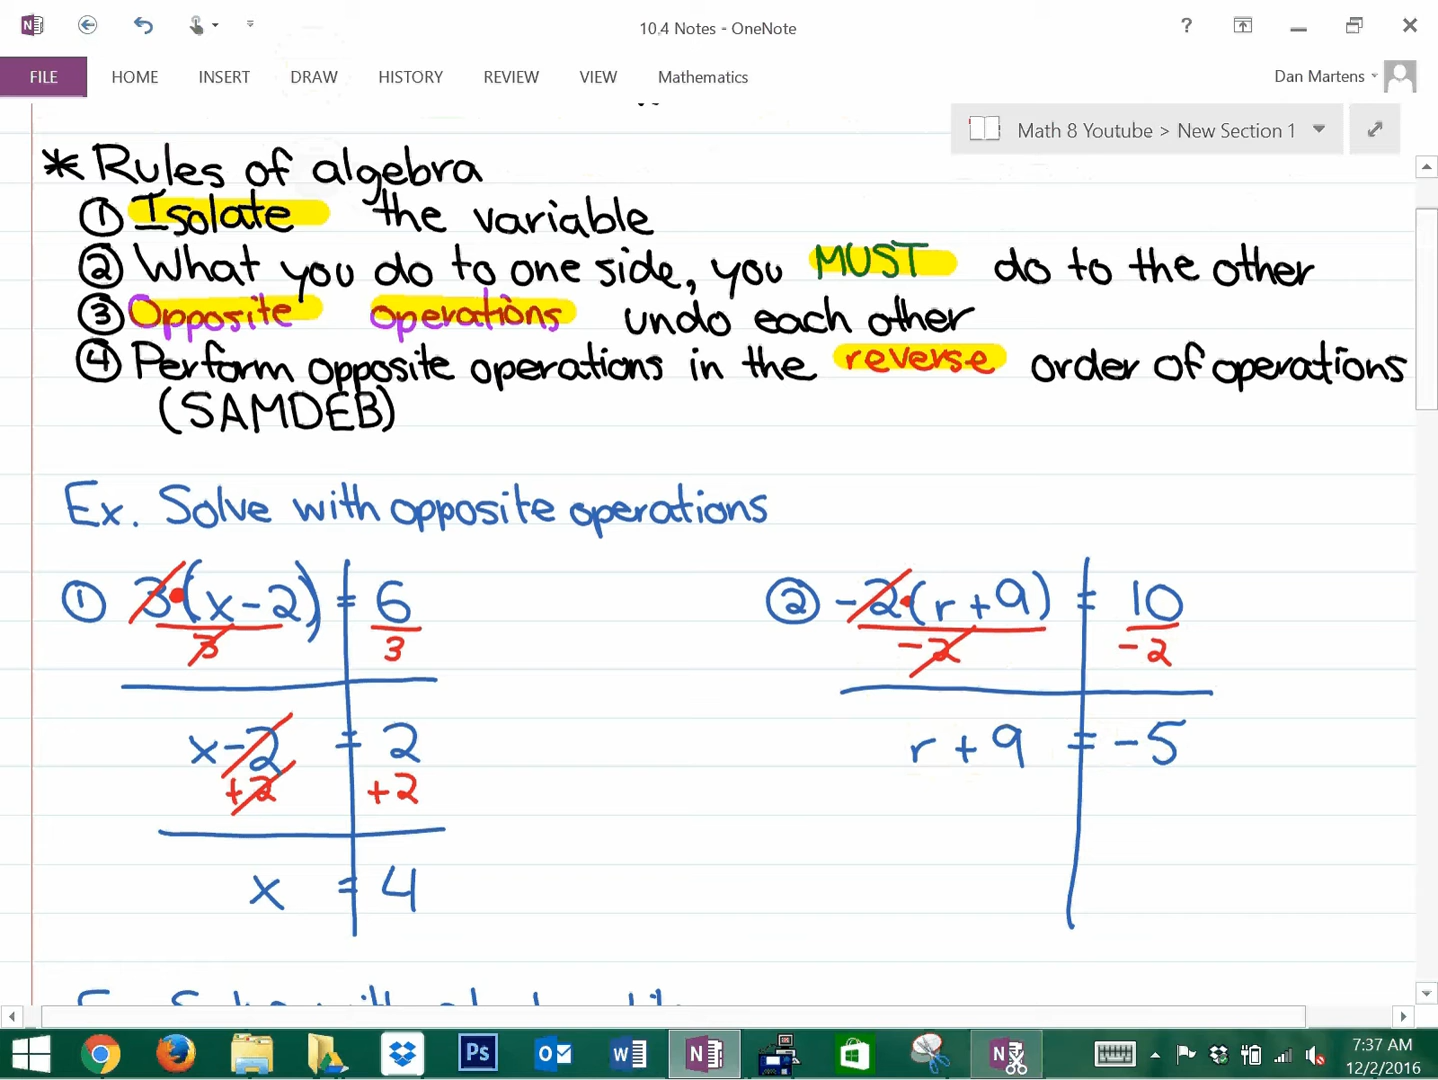 10.4 Notes - OneNote
?
FILE HOME INSERT DRAW HISTORY REVIEW VIEW Mathematics
Dan Martens
Math 8 Youtube > New Section 1
* Rules of algebra
① Isolate the variable
② What you do to one side, you MUST do to the other
③ Opposite operations undo each other
④ Perform opposite operations in the reverse order of operations
(SAMDEB)
Ex. Solve with opposite operations
① 3•(x-2) = 6
3 3
x-2 = 2
+2 +2
x = 4
② -2•(r+9) = 10
-2 -2
r+9 = -5
Ps
7:37 AM
12/2/2016